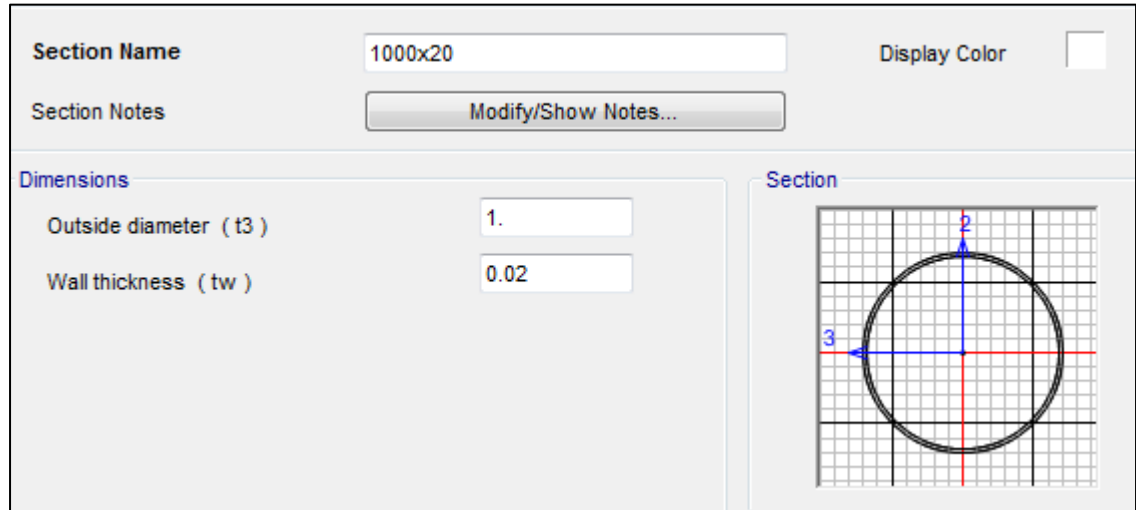 Section Name 1000x20 Display Color
Section Notes Modify/Show Notes...
Dimensions
Outside diameter ( t3 ) 1.
Wall thickness ( tw ) 0.02
Section
2
3